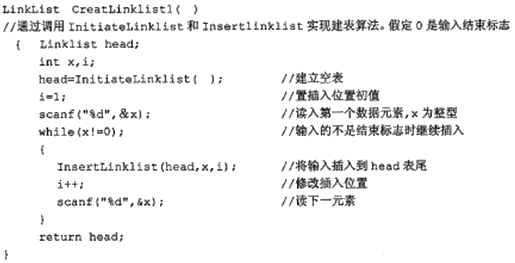 LinkList CreatLinklist1( )
//通过调用 InitiateLinklist 和 Insertlinklist 实现建表算法。假定 0 是输入结束标志
{ Linklist head;
int x,i;
head=InitiateLinklist( ); //建立空表
i=1; //置插入位置初值
scanf("%d",&x); //读入第一个数据元素,x 为整型
while(x!=0); //输入的不是结束标志时继续插入
{
InsertLinklist(head,x,i); //将输入插入到 head 表尾
i++; //修改插入位置
scanf("%d",&x); //读下一元素
}
return head;
}